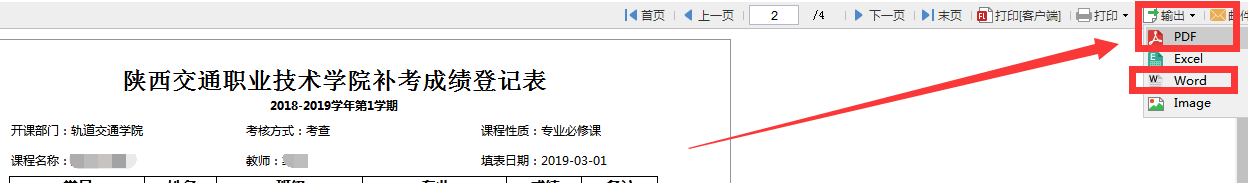 首页 上一页 2 /4 下一页 末页 打印[客户端] 打印 输出 邮件
PDF
Excel
Word
Image
陕西交通职业技术学院补考成绩登记表
2018-2019学年第1学期
开课部门：轨道交通学院 考核方式：考查 课程性质：专业必修课
课程名称： 教师： 填表日期：2019-03-01